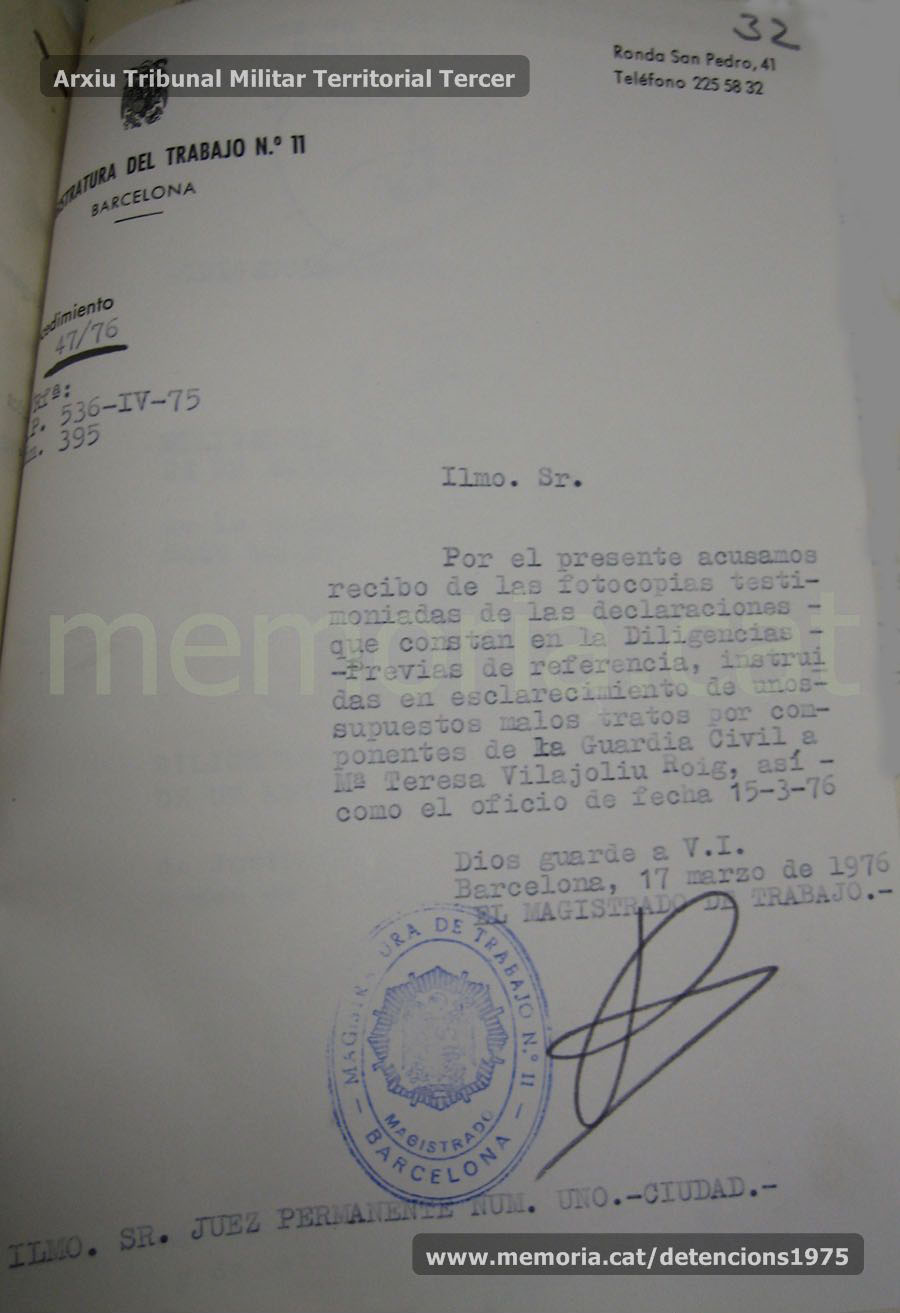 32
Arxiu Tribunal Militar Territorial Tercer
Ronda San Pedro, 41
Teléfono 225 58 32
ISTRATURA DEL TRABAJO N.º 11
BARCELONA
cedimiento
47/76
Rfª:
P. 536-IV-75
m. 395
Ilmo. Sr.
Por el presente acusamos
recibo de las fotocopias testi-
moniadas de las declaraciones -
que constan en la Diligencias -
-Previas de referencia, instrui
das en esclarecimiento de unos-
supuestos malos tratos por com-
ponentes de la Guardia Civil a
Mª Teresa Vilajoliu Roig, así -
como el oficio de fecha 15-3-76
memoria.cat
Dios guarde a V.I.
Barcelona, 17 marzo de 1976
EL MAGISTRADO DE TRABAJO.-
MAGISTRATURA DE TRABAJO N.º 11
MAGISTRADO
- BARCELONA -
ILMO. SR. JUEZ PERMANENTE NUM. UNO.-CIUDAD.-
www.memoria.cat/detencions1975